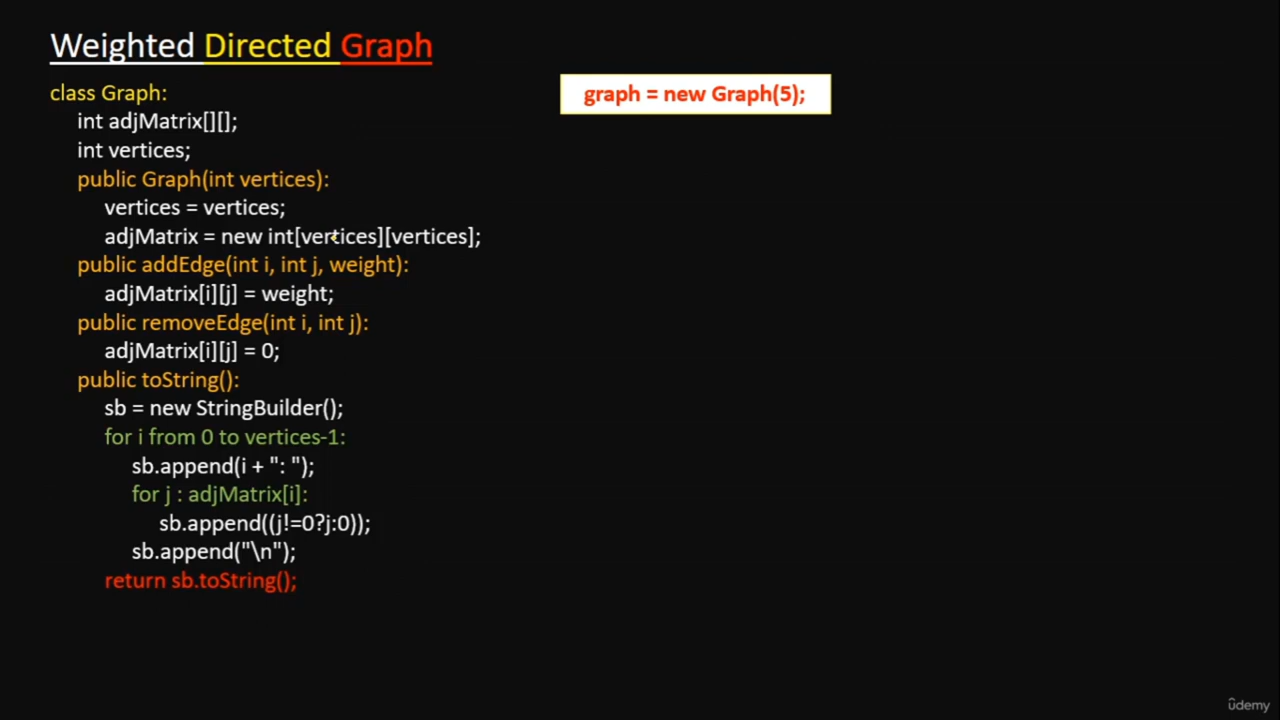 Weighted Directed Graph
graph = new Graph(5);
class Graph:
int adjMatrix[][];
int vertices;
public Graph(int vertices):
vertices = vertices;
adjMatrix = new int[vertices][vertices];
public addEdge(int i, int j, weight):
adjMatrix[i][j] = weight;
public removeEdge(int i, int j):
adjMatrix[i][j] = 0;
public toString():
sb = new StringBuilder();
for i from 0 to vertices-1:
sb.append(i + ": ");
for j : adjMatrix[i]:
sb.append((j!=0?j:0));
sb.append("\n");
return sb.toString();
ûdemy